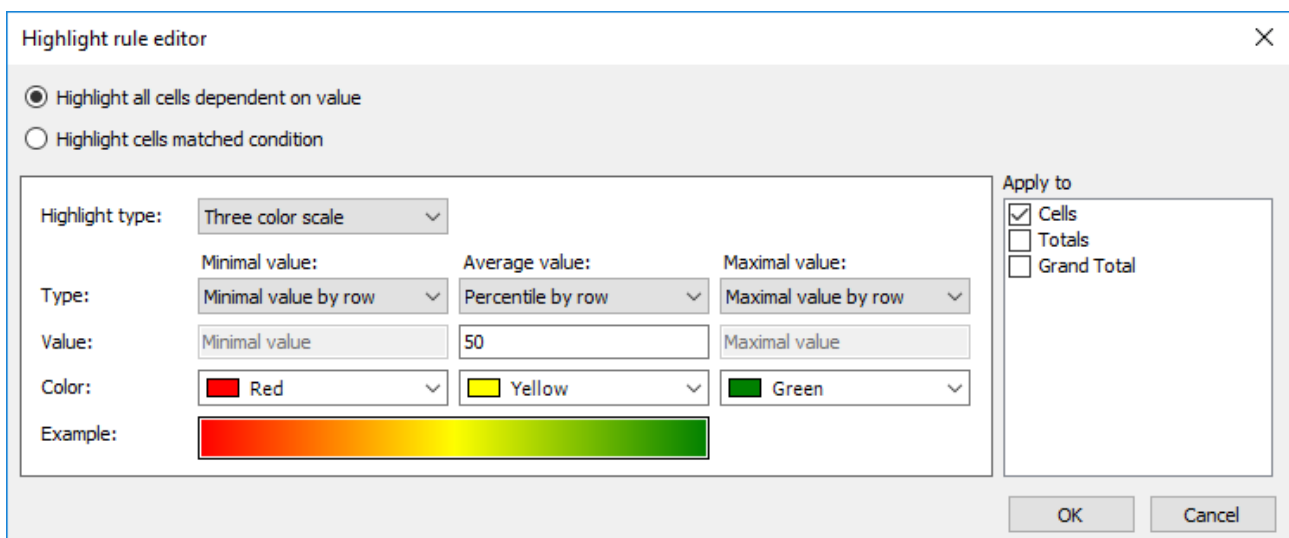 Highlight rule editor
Highlight all cells dependent on value
Highlight cells matched condition
Apply to
Highlight type: Three color scale
Cells
Totals
Grand Total
Minimal value: Average value: Maximal value:
Type: Minimal value by row Percentile by row Maximal value by row
Value: Minimal value 50 Maximal value
Color: Red Yellow Green
Example:
OK Cancel